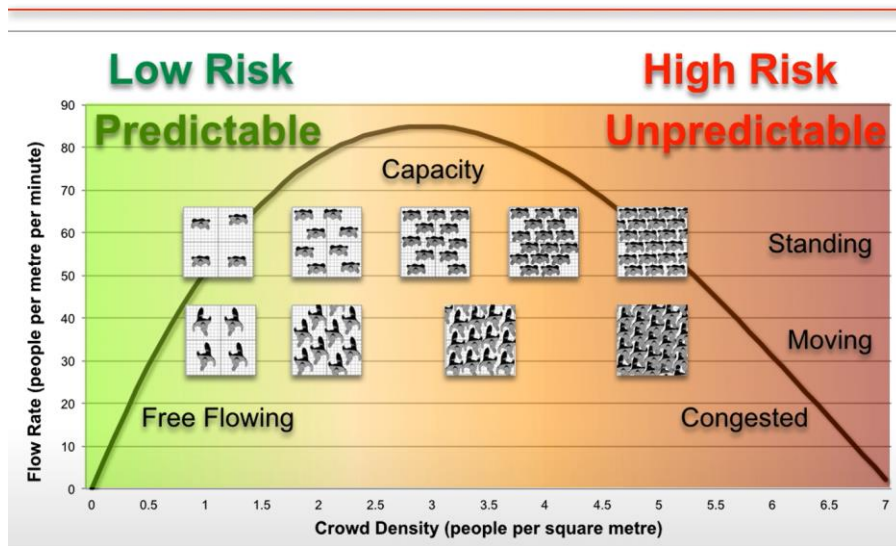 Low Risk
High Risk
Predictable
Unpredictable
Capacity
Standing
Moving
Free Flowing
Congested
Flow Rate (people per metre per minute)
90
80
70
60
50
40
30
20
10
0
0 0.5 1 1.5 2 2.5 3 3.5 4 4.5 5 5.5 6 6.5 7
Crowd Density (people per square metre)